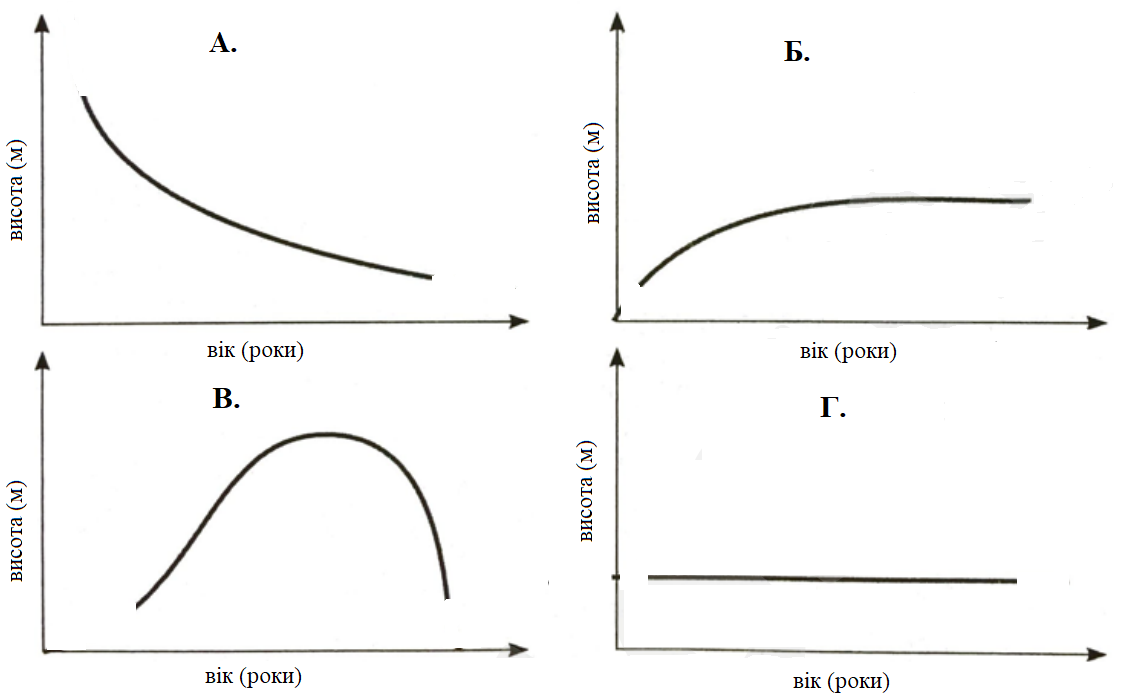 А.
висота (м)
вік (роки)
Б.
висота (м)
вік (роки)
В.
висота (м)
вік (роки)
Г.
висота (м)
вік (роки)